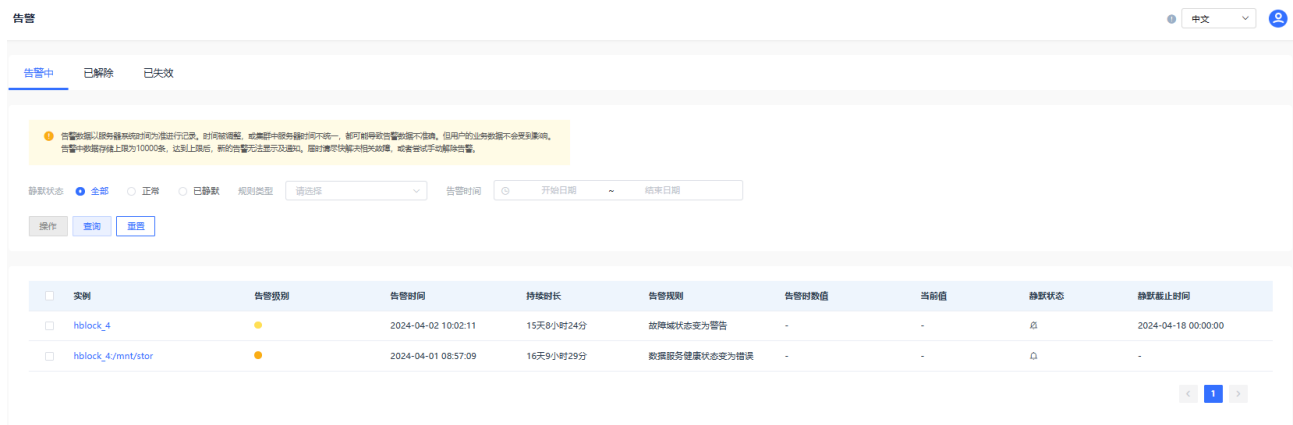 告警
中文
告警中 已解除 已失效
告警数据以服务器系统时间为准进行记录。时间被调整，或集群中服务器时间不统一，都可能导致告警数据不准确。但用户的业务数据不会受到影响。
告警中数据存储上限为10000条，达到上限后，新的告警无法显示及通知。届时请尽快解决相关故障，或者尝试手动解除告警。
静默状态 全部 正常 已静默 规则类型 请选择 告警时间 开始日期 ~ 结束日期
操作 查询 重置
实例 告警级别 告警时间 持续时长 告警规则 告警时数值 当前值 静默状态 静默截止时间
hblock_4 2024-04-02 10:02:11 15天8小时24分 故障域状态变为警告 - - 2024-04-18 00:00:00
hblock_4:/mnt/stor 2024-04-01 08:57:09 16天9小时29分 数据服务健康状态变为错误 - - -
< 1 >